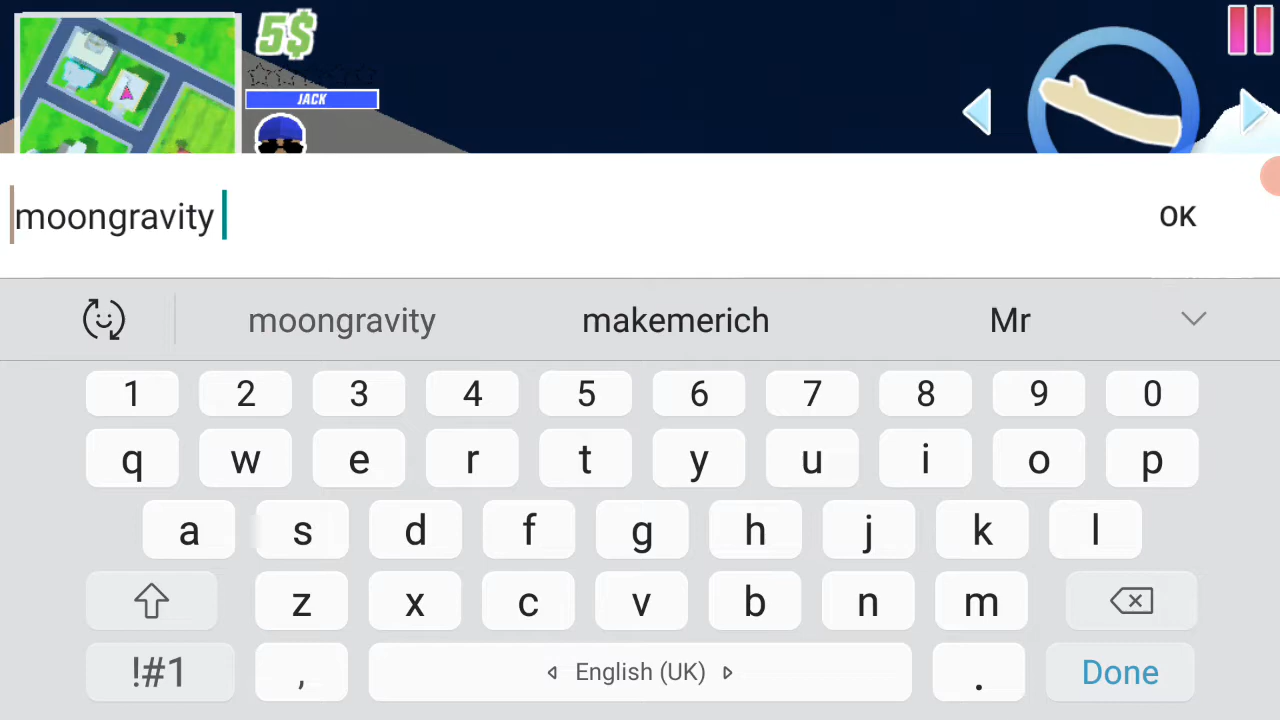 5$
JACK
moongravity
OK
moongravity makemerich Mr
1 2 3 4 5 6 7 8 9 0
q w e r t y u i o p
a s d f g h j k l
z x c v b n m
!#1 , English (UK) . Done